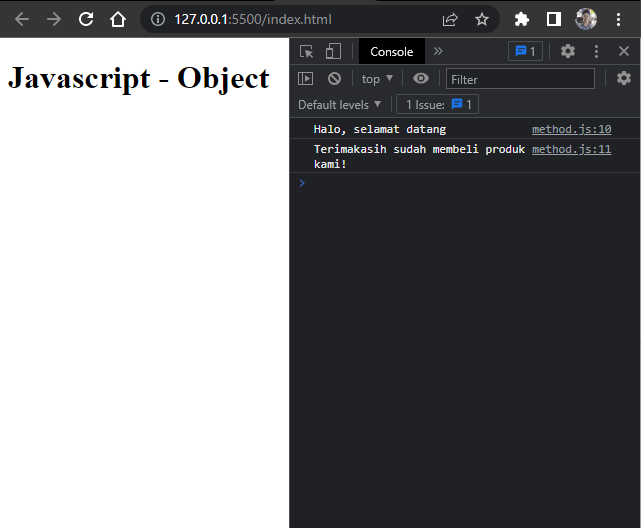 127.0.0.1:5500/index.html
Console
1
top
Filter
Default levels
1 Issue:
1
Javascript - Object
Halo, selamat datang
method.js:10
Terimakasih sudah membeli produk
method.js:11
kami!